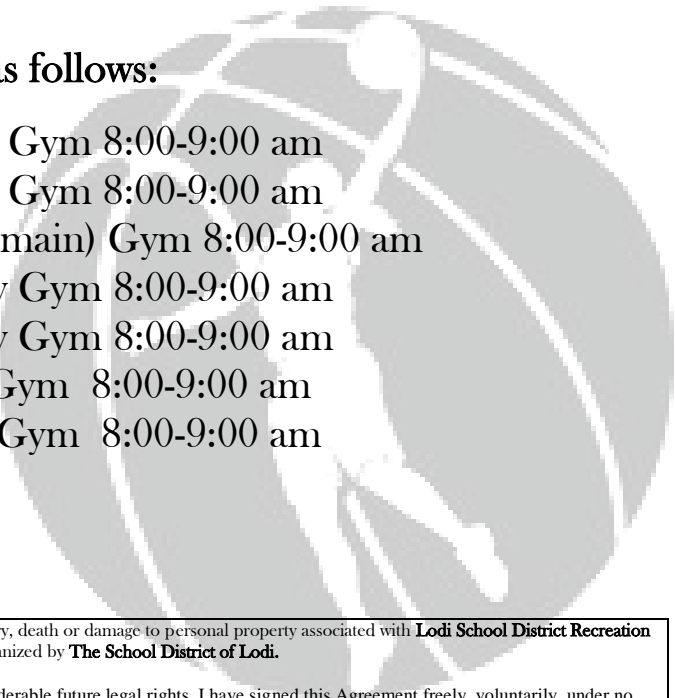 as follows:
Gym 8:00-9:00 am
Gym 8:00-9:00 am
main) Gym 8:00-9:00 am
Gym 8:00-9:00 am
Gym 8:00-9:00 am
Gym 8:00-9:00 am
Gym 8:00-9:00 am
death or damage to personal property associated with Lodi School District Recreation
by The School District of Lodi.
future legal rights. I have signed this Agreement freely, voluntarily, under no